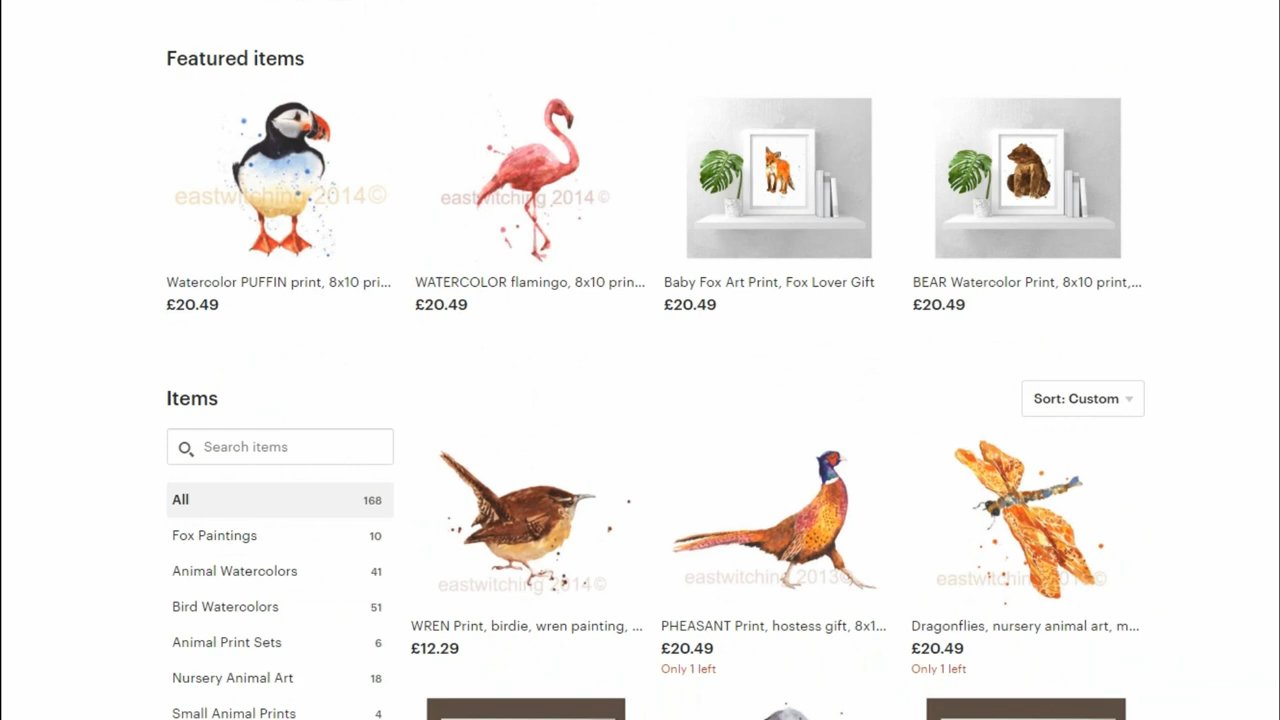 Featured items
eastwitching 2014©
eastwitching 2014©
Watercolor PUFFIN print, 8x10 pri...
£20.49
WATERCOLOR flamingo, 8x10 prin...
£20.49
Baby Fox Art Print, Fox Lover Gift
£20.49
BEAR Watercolor Print, 8x10 print,...
£20.49
Items
Sort: Custom
Search items
All 168
Fox Paintings 10
Animal Watercolors 41
Bird Watercolors 51
Animal Print Sets 6
Nursery Animal Art 18
Small Animal Prints 4
eastwitching 2014©
eastwitching 2013©
eastwitching
WREN Print, birdie, wren painting, ...
£12.29
PHEASANT Print, hostess gift, 8x1...
£20.49
Only 1 left
Dragonflies, nursery animal art, m...
£20.49
Only 1 left